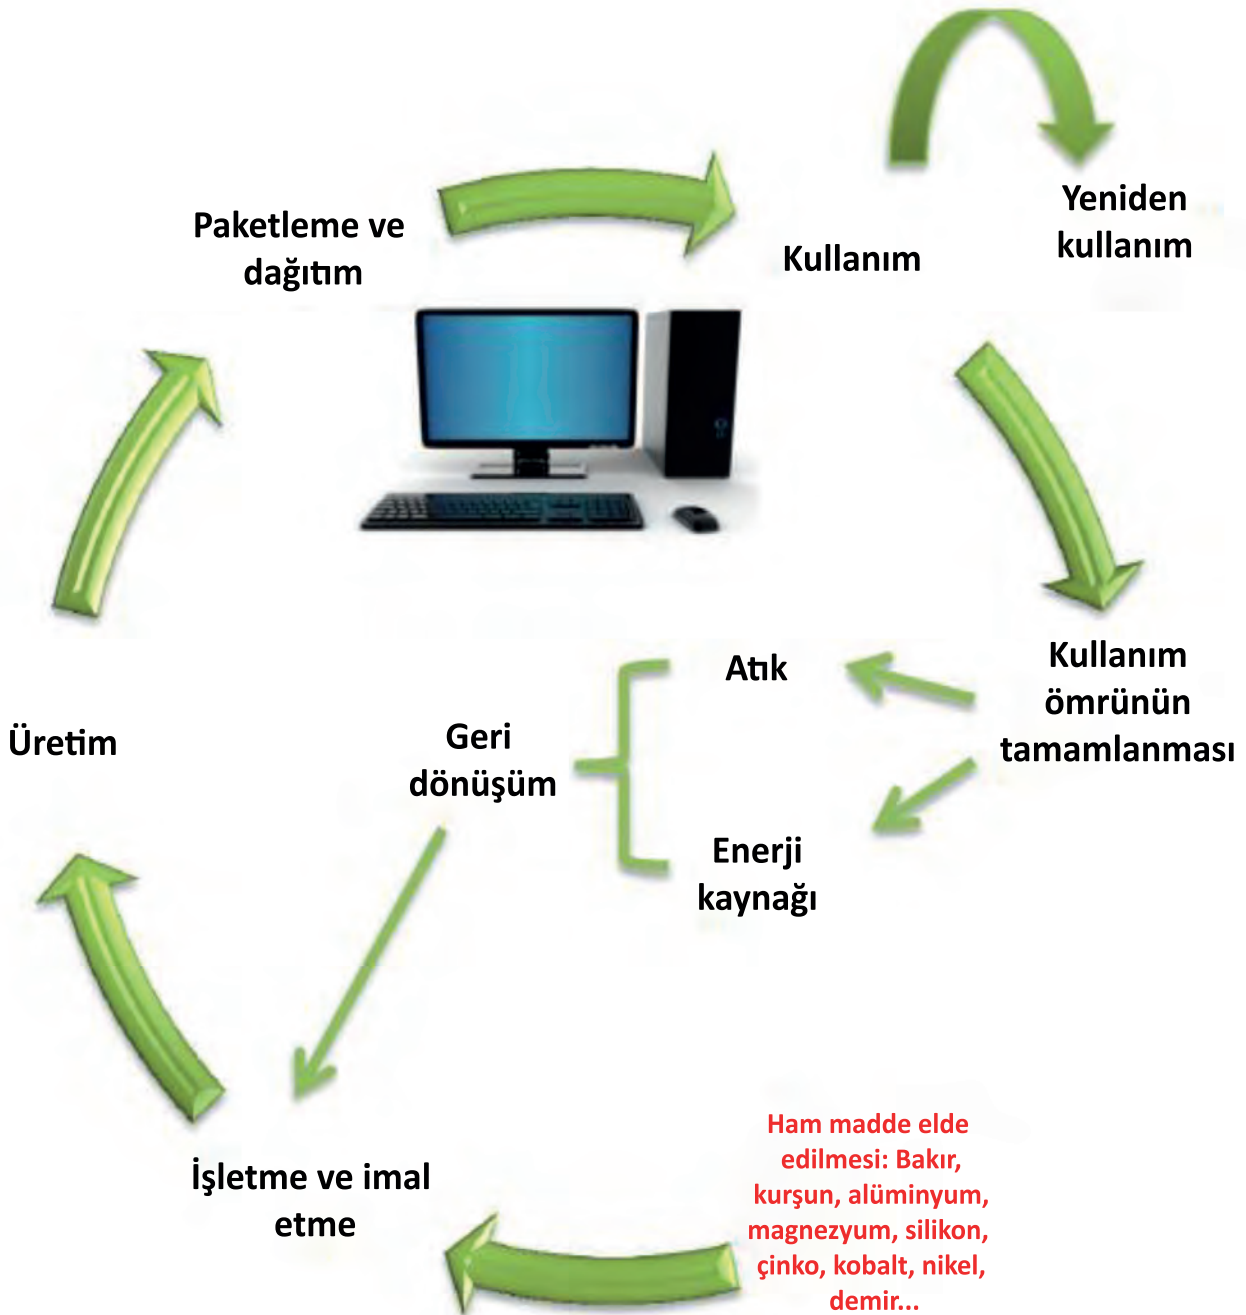 Paketleme ve
dağıtım
Kullanım
Yeniden
kullanım
Kullanım
ömrünün
tamamlanması
Atık
Enerji
kaynağı
Geri
dönüşüm
Üretim
İşletme ve imal
etme
Ham madde elde
edilmesi: Bakır,
kurşun, alüminyum,
magnezyum, silikon,
çinko, kobalt, nikel,
demir...